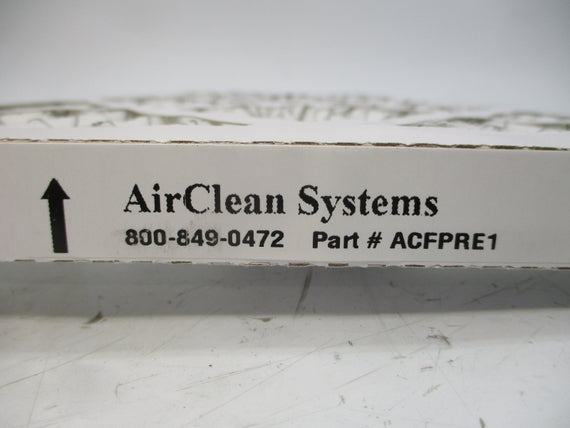 AirClean Systems
800-849-0472 Part # ACFPRE1